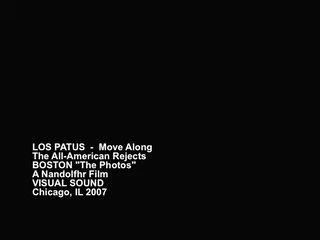 LOS PATUS  -  Move Along
The All-American Rejects
BOSTON "The Photos"
A Nandolfhr Film
VISUAL SOUND
Chicago, IL 2007